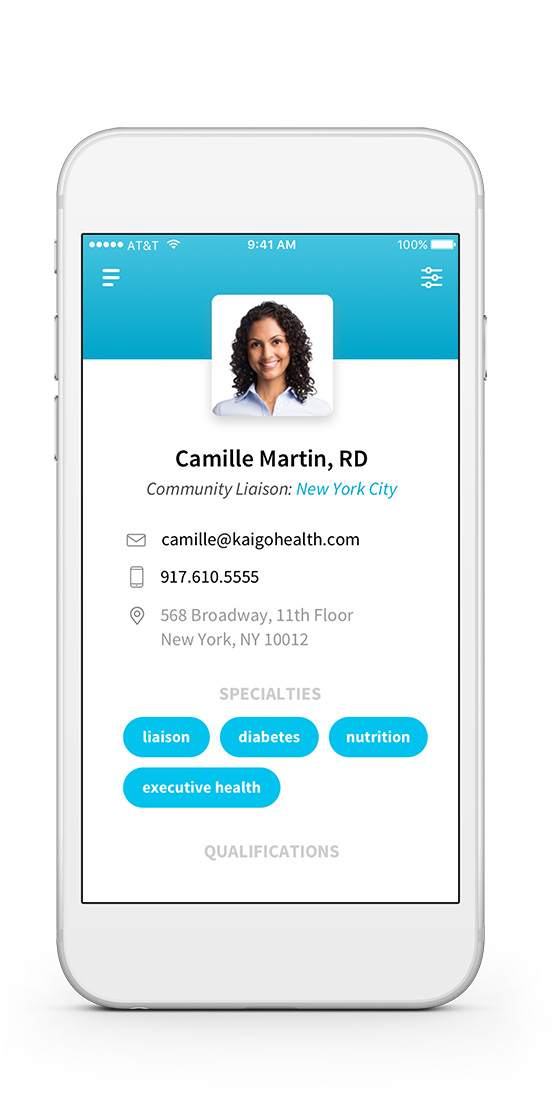 AT&T 9:41 AM 100%
Camille Martin, RD
Community Liaison: New York City
camille@kaigohealth.com
917.610.5555
568 Broadway, 11th Floor
New York, NY 10012
SPECIALTIES
liaison diabetes nutrition
executive health
QUALIFICATIONS